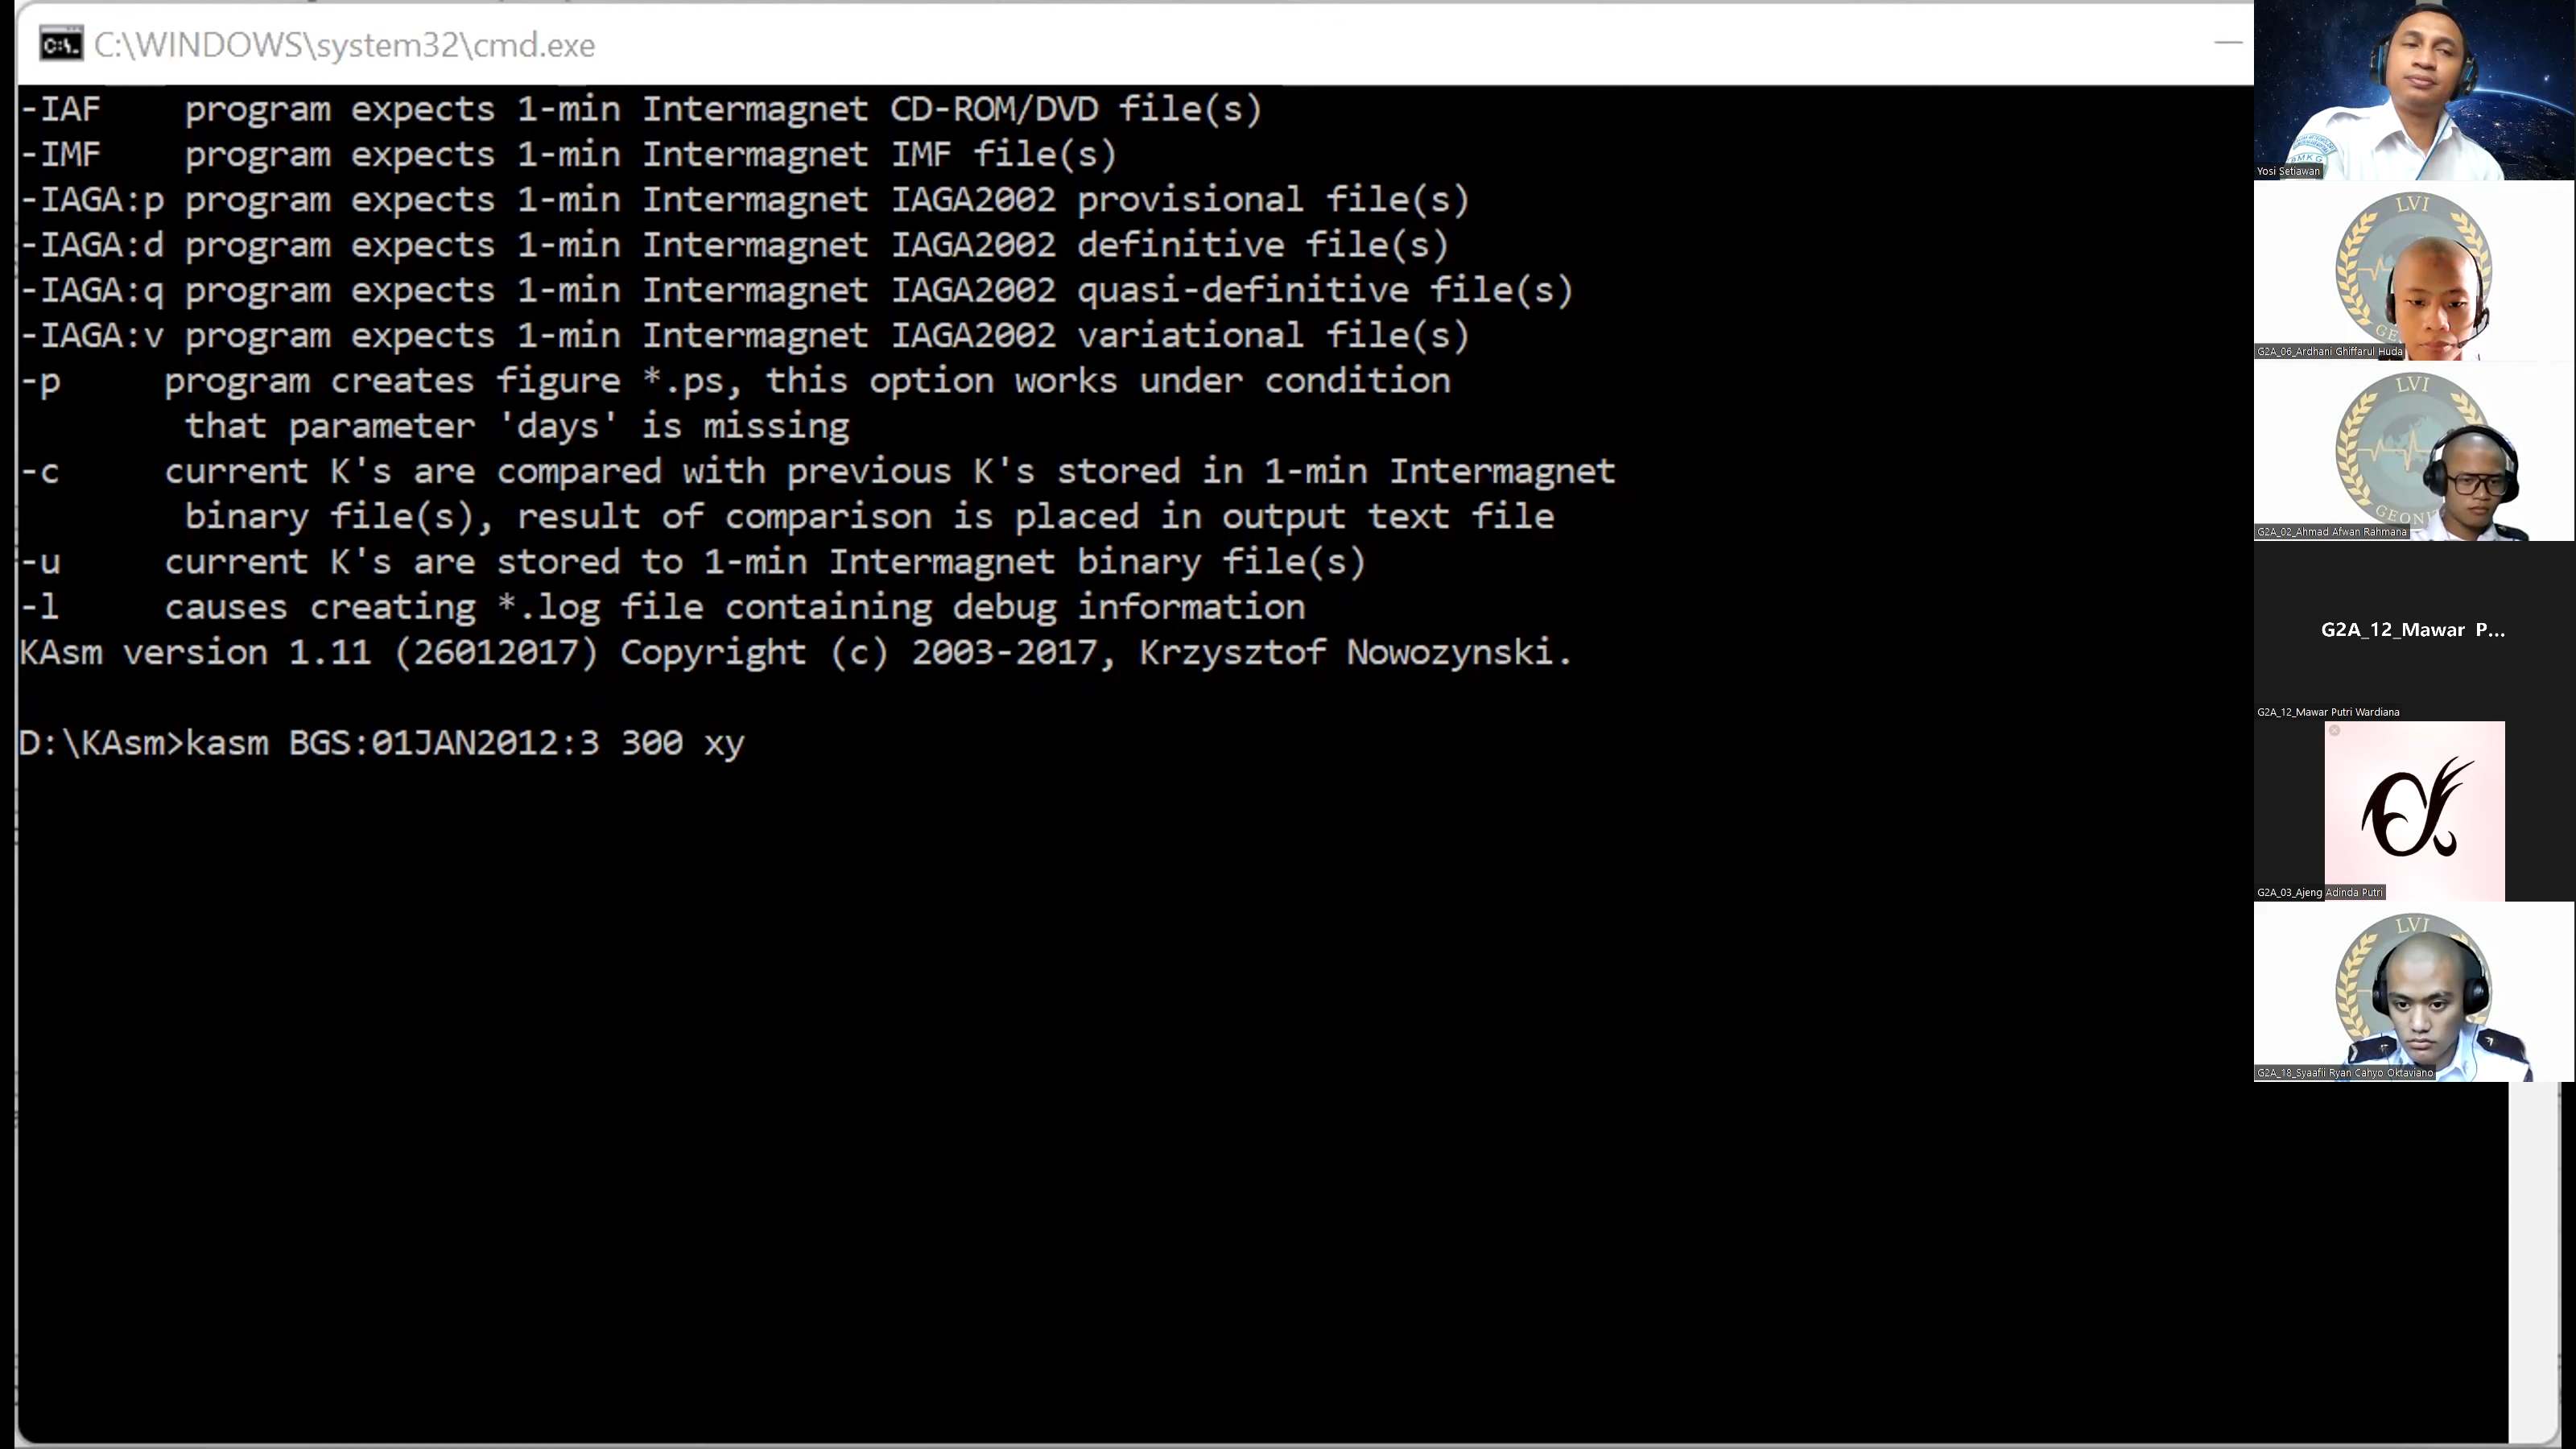 C:\WINDOWS\system32\cmd.exe
-IAF program expects 1-min Intermagnet CD-ROM/DVD file(s)
-IMF program expects 1-min Intermagnet IMF file(s)
-IAGA:p program expects 1-min Intermagnet IAGA2002 provisional file(s)
-IAGA:d program expects 1-min Intermagnet IAGA2002 definitive file(s)
-IAGA:q program expects 1-min Intermagnet IAGA2002 quasi-definitive file(s)
-IAGA:v program expects 1-min Intermagnet IAGA2002 variational file(s)
-p program creates figure *.ps, this option works under condition
that parameter 'days' is missing
-c current K's are compared with previous K's stored in 1-min Intermagnet
binary file(s), result of comparison is placed in output text file
-u current K's are stored to 1-min Intermagnet binary file(s)
-l causes creating *.log file containing debug information
KAsm version 1.11 (26012017) Copyright (c) 2003-2017, Krzysztof Nowozynski.
D:\KAsm>kasm BGS:01JAN2012:3 300 xy
BMKG
Yosi Setiawan
LVI
G2A_06_Ardhani Ghiffarul Huda
LVI
G2A_02_Ahmad Afwan Rahmana
G2A_12_Mawar P...
G2A_12_Mawar Putri Wardiana
G2A_03_Ajeng Adinda Putri
LVI
G2A_18_Syaafii Ryan Cahyo Oktaviano